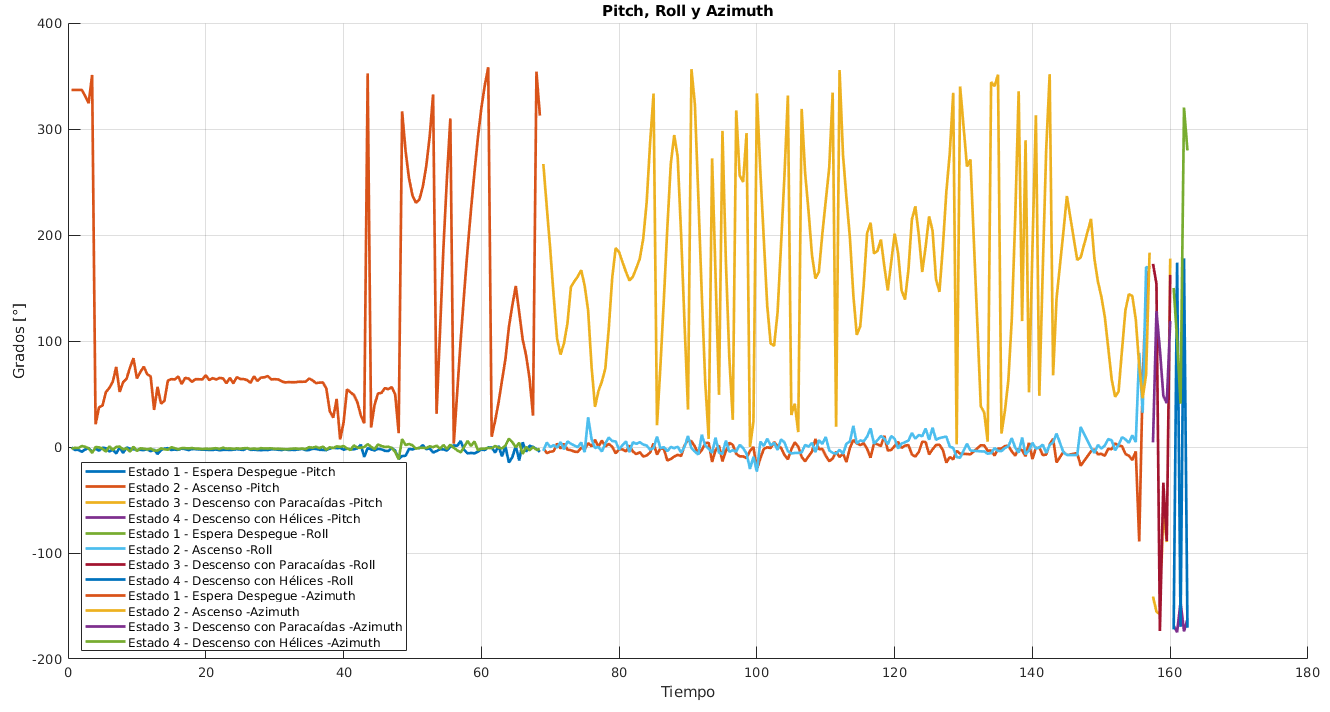 Pitch, Roll y Azimuth
400
300
200
100
0
-100
-200
Grados [°]
Estado 1 - Espera Despegue -Pitch
Estado 2 - Ascenso -Pitch
Estado 3 - Descenso con Paracaídas -Pitch
Estado 4 - Descenso con Hélices -Pitch
Estado 1 - Espera Despegue -Roll
Estado 2 - Ascenso -Roll
Estado 3 - Descenso con Paracaídas -Roll
Estado 4 - Descenso con Hélices -Roll
Estado 1 - Espera Despegue -Azimuth
Estado 2 - Ascenso -Azimuth
Estado 3 - Descenso con Paracaídas -Azimuth
Estado 4 - Descenso con Hélices -Azimuth
0 20 40 60 80 100 120 140 160 180
Tiempo